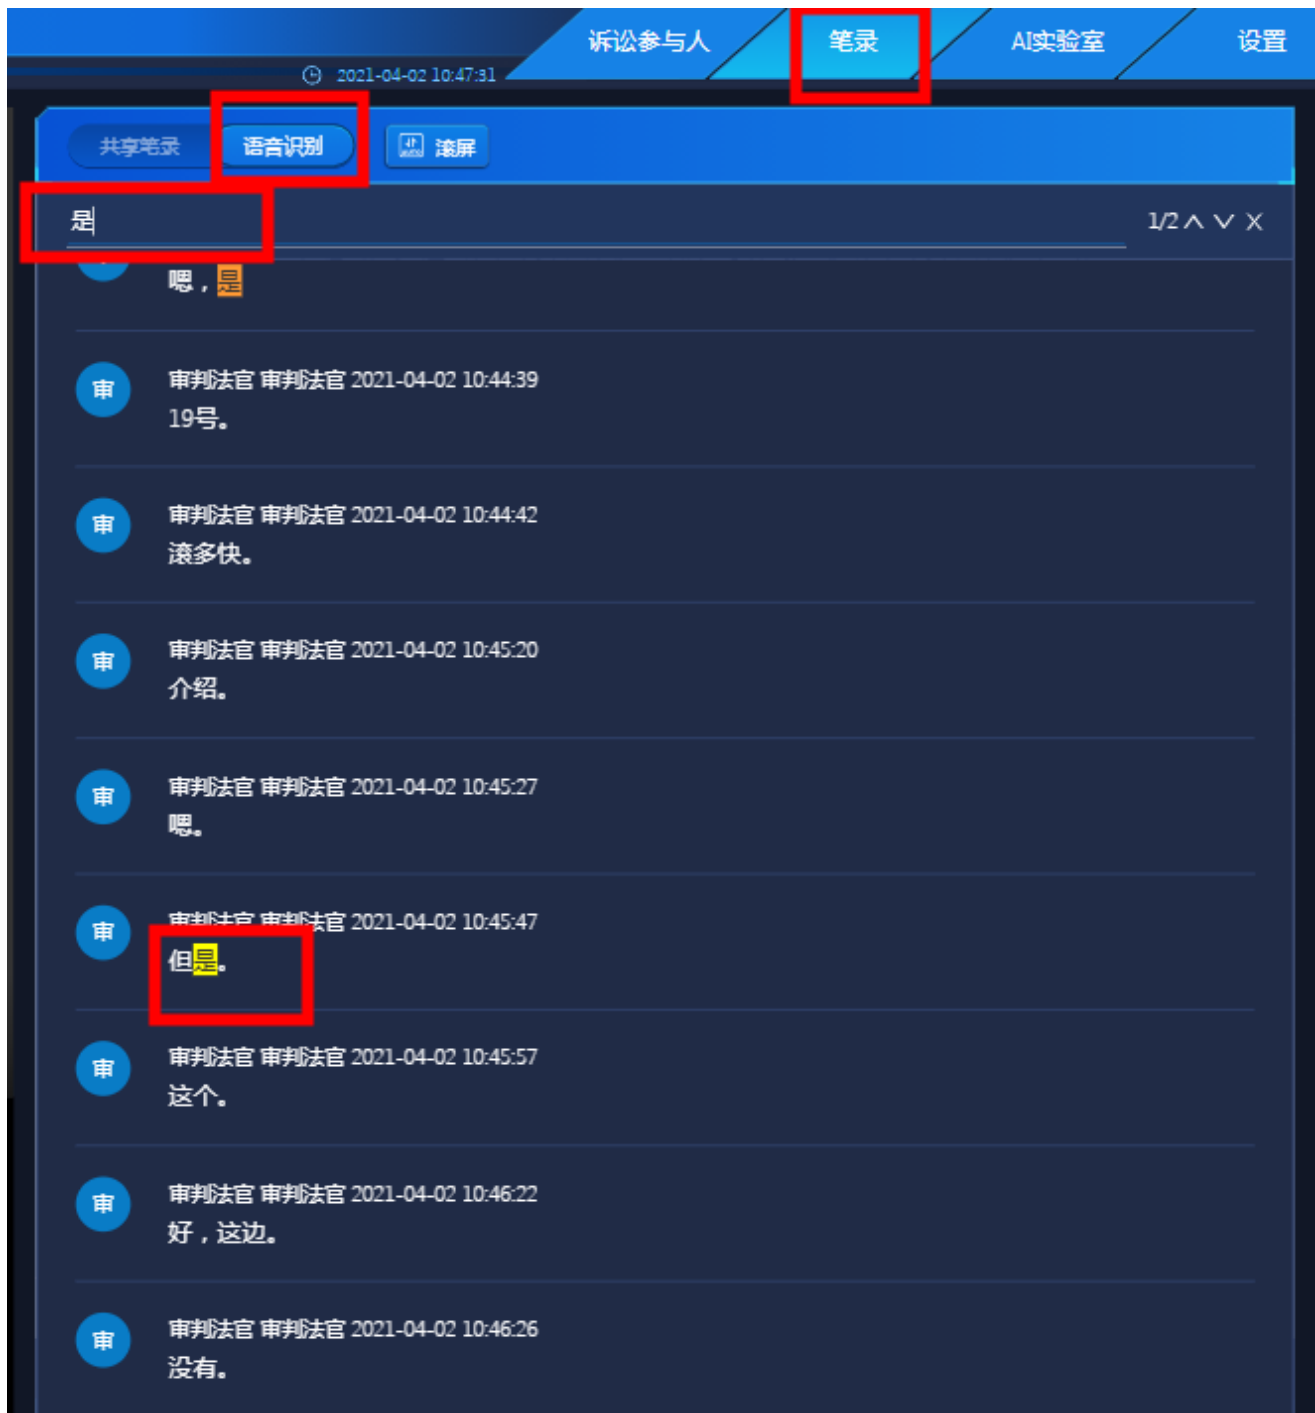 诉讼参与人 笔录 AI实验室 设置
2021-04-02 10:47:31
共享笔录 语音识别 滚屏
是 1/2
嗯，是
审 审判法官 审判法官 2021-04-02 10:44:39
19号。
审 审判法官 审判法官 2021-04-02 10:44:42
滚多快。
审 审判法官 审判法官 2021-04-02 10:45:20
介绍。
审 审判法官 审判法官 2021-04-02 10:45:27
嗯。
审 审判法官 审判法官 2021-04-02 10:45:47
但是。
审 审判法官 审判法官 2021-04-02 10:45:57
这个。
审 审判法官 审判法官 2021-04-02 10:46:22
好，这边。
审 审判法官 审判法官 2021-04-02 10:46:26
没有。